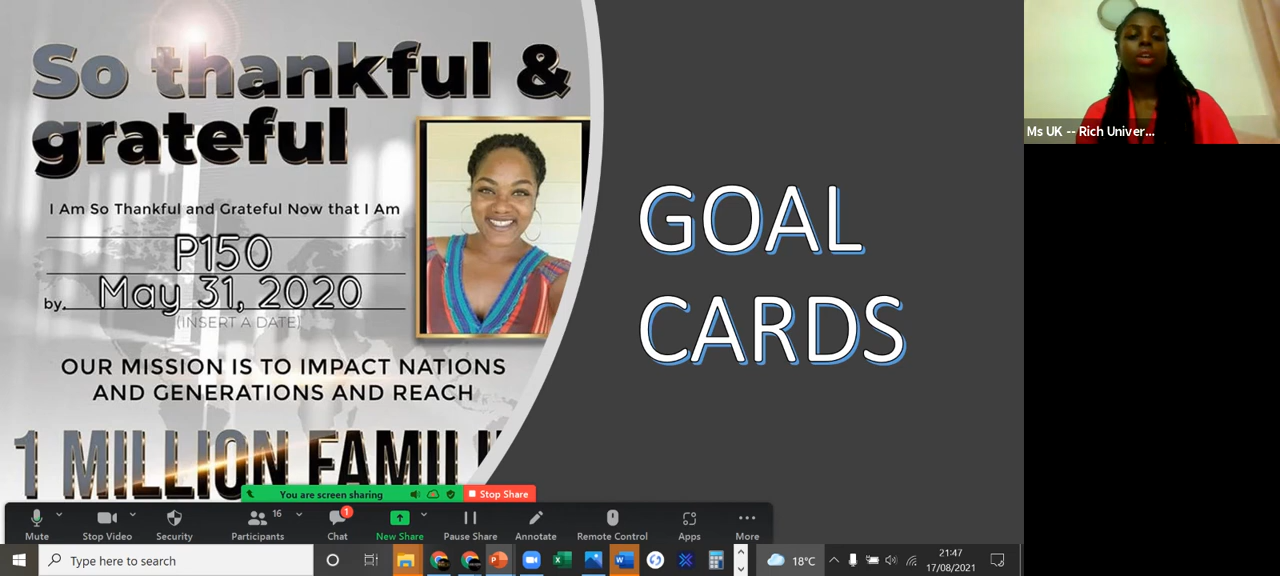 So thankful &
grateful
I Am So Thankful and Grateful Now that I Am
P150
by. May 31, 2020
(INSERT A DATE)
OUR MISSION IS TO IMPACT NATIONS
AND GENERATIONS AND REACH
1 MILLION FAMILI
GOAL
CARDS
Ms UK -- Rich Univer...
You are screen sharing
Stop Share
Mute
Stop Video
Security
Participants
16
Chat
1
New Share
Pause Share
Annotate
Remote Control
Apps
More
Type here to search
18°C
21:47
17/08/2021